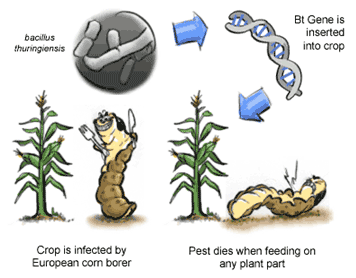 bacillus
thuringiensis
Bt Gene is
inserted
into crop
Crop is infected by
European corn borer
Pest dies when feeding on
any plant part